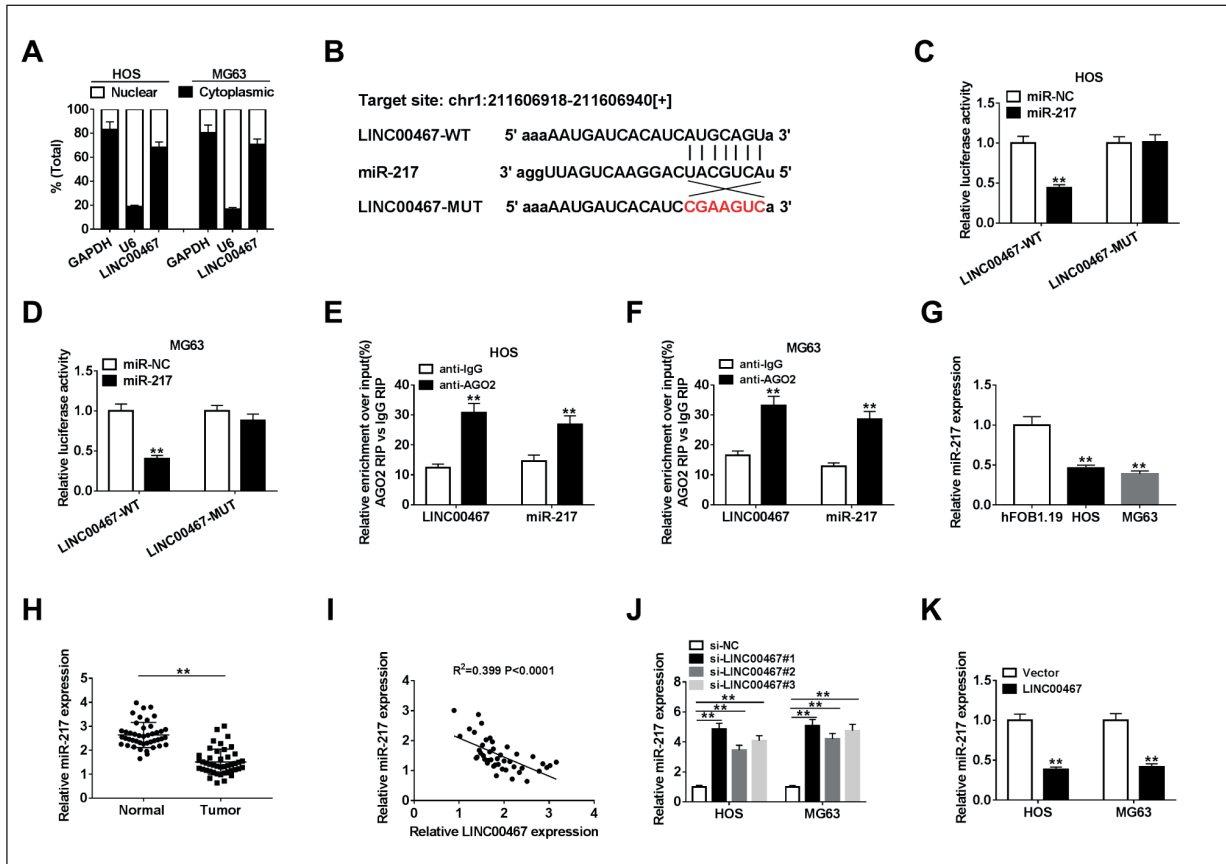 A
HOS MG63
Nuclear Cytoplasmic
% (Total)
100
80
60
40
20
0
GAPDH
U6
LINC00467
GAPDH
U6
LINC00467
B
Target site: chr1:211606918-211606940[+]
LINC00467-WT 5' aaaAAUGAUCACAUCAUGCAGUa 3'
miR-217 3' aggUUAGUCAAGGACUACGUCAu 5'
LINC00467-MUT 5' aaaAAUGAUCACAUCCGAAGUCa 3'
C
HOS
miR-NC
miR-217
Relative luciferase activity
1.5
1.0
0.5
0.0
**
LINC00467-WT
LINC00467-MUT
D
MG63
miR-NC
miR-217
Relative luciferase activity
1.5
1.0
0.5
0.0
**
LINC00467-WT
LINC00467-MUT
E
HOS
anti-IgG
anti-AGO2
Relative enrichment over input(%)
AGO2 RIP vs IgG RIP
40
30
20
10
0
** **
LINC00467 miR-217
F
MG63
anti-IgG
anti-AGO2
Relative enrichment over input(%)
AGO2 RIP vs IgG RIP
40
30
20
10
0
** **
LINC00467 miR-217
G
Relative miR-217 expression
1.5
1.0
0.5
0.0
** **
hFOB1.19 HOS MG63
H
Relative miR-217 expression
5
4
3
2
1
0
**
Normal Tumor
I
R2=0.399 P<0.0001
Relative miR-217 expression
4
3
2
1
0
0 1 2 3 4
Relative LINC00467 expression
J
si-NC
si-LINC00467#1
si-LINC00467#2
si-LINC00467#3
Relative miR-217 expression
8
6
4
2
0
** **
** **
** **
HOS MG63
K
Vector
LINC00467
Relative miR-217 expression
1.5
1.0
0.5
0.0
** **
HOS MG63